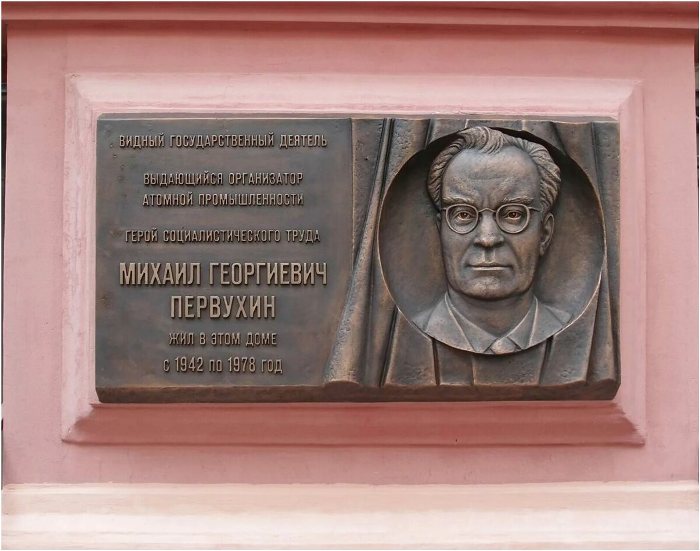 ВИДНЫЙ ГОСУДАРСТВЕННЫЙ ДЕЯТЕЛЬ
ВЫДАЮЩИЙСЯ ОРГАНИЗАТОР
АТОМНОЙ ПРОМЫШЛЕННОСТИ
ГЕРОЙ СОЦИАЛИСТИЧЕСКОГО ТРУДА
МИХАИЛ ГЕОРГИЕВИЧ
ПЕРВУХИН
ЖИЛ В ЭТОМ ДОМЕ
С 1942 ПО 1978 ГОД